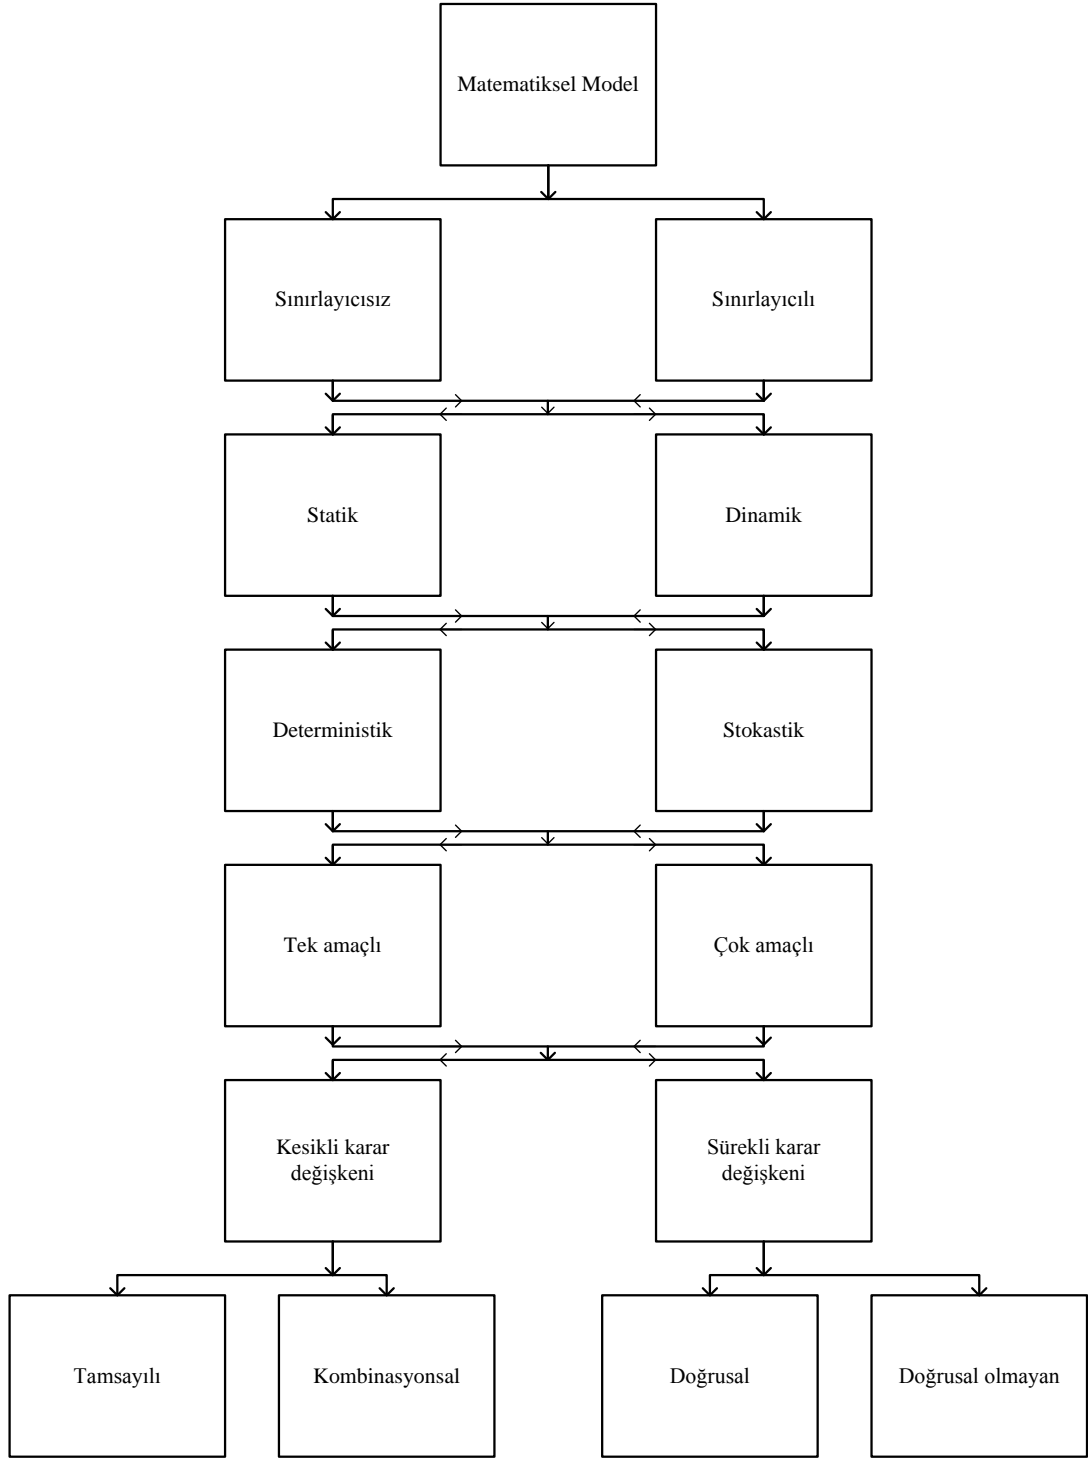 Matematiksel Model
Sınırlayıcısız
Sınırlayıcılı
Statik
Dinamik
Deterministik
Stokastik
Tek amaçlı
Çok amaçlı
Kesikli karar
değişkeni
Sürekli karar
değişkeni
Tamsayılı
Kombinasyonsal
Doğrusal
Doğrusal olmayan